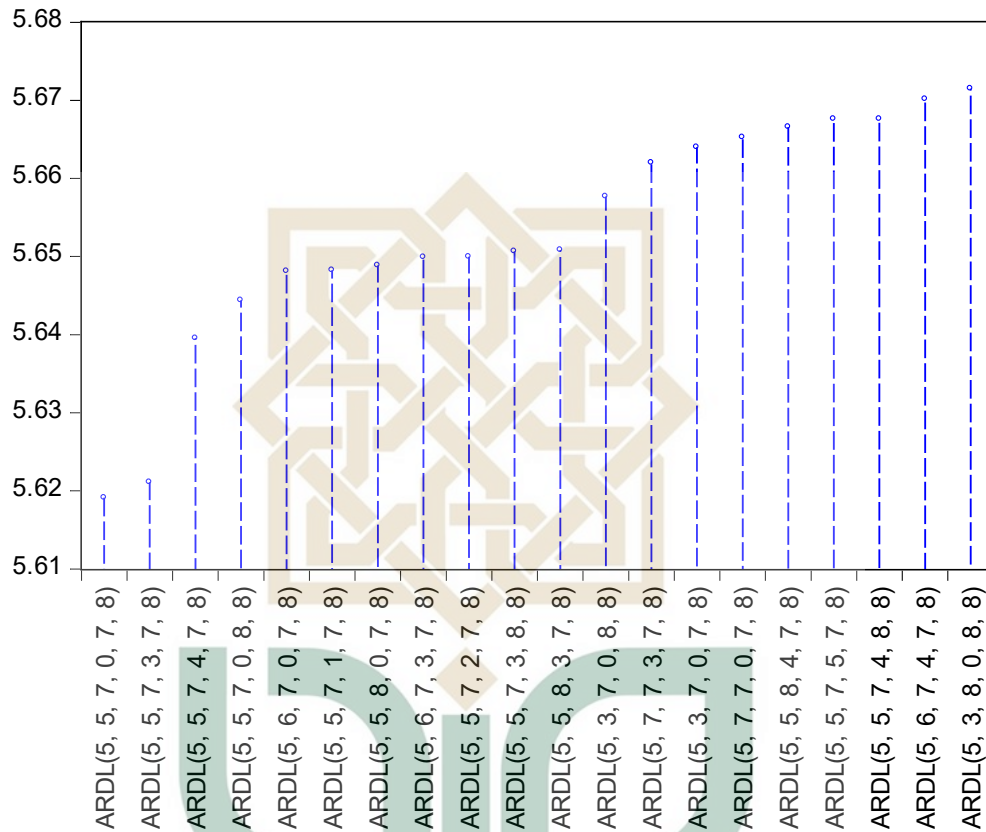 5.68
5.67
5.66
5.65
5.64
5.63
5.62
5.61
ARDL(5, 5, 7, 0, 7, 8)
ARDL(5, 5, 7, 3, 7, 8)
ARDL(5, 5, 7, 4, 7, 8)
ARDL(5, 5, 7, 0, 8, 8)
ARDL(5, 6, 7, 0, 7, 8)
ARDL(5, 5, 7, 1, 7, 8)
ARDL(5, 5, 8, 0, 7, 8)
ARDL(5, 6, 7, 3, 7, 8)
ARDL(5, 5, 7, 2, 7, 8)
ARDL(5, 5, 7, 3, 8, 8)
ARDL(5, 5, 8, 3, 7, 8)
ARDL(5, 3, 7, 0, 8, 8)
ARDL(5, 7, 7, 3, 7, 8)
ARDL(5, 3, 7, 0, 7, 8)
ARDL(5, 7, 7, 0, 7, 8)
ARDL(5, 5, 8, 4, 7, 8)
ARDL(5, 5, 7, 5, 7, 8)
ARDL(5, 5, 7, 4, 8, 8)
ARDL(5, 6, 7, 4, 7, 8)
ARDL(5, 3, 8, 0, 8, 8)